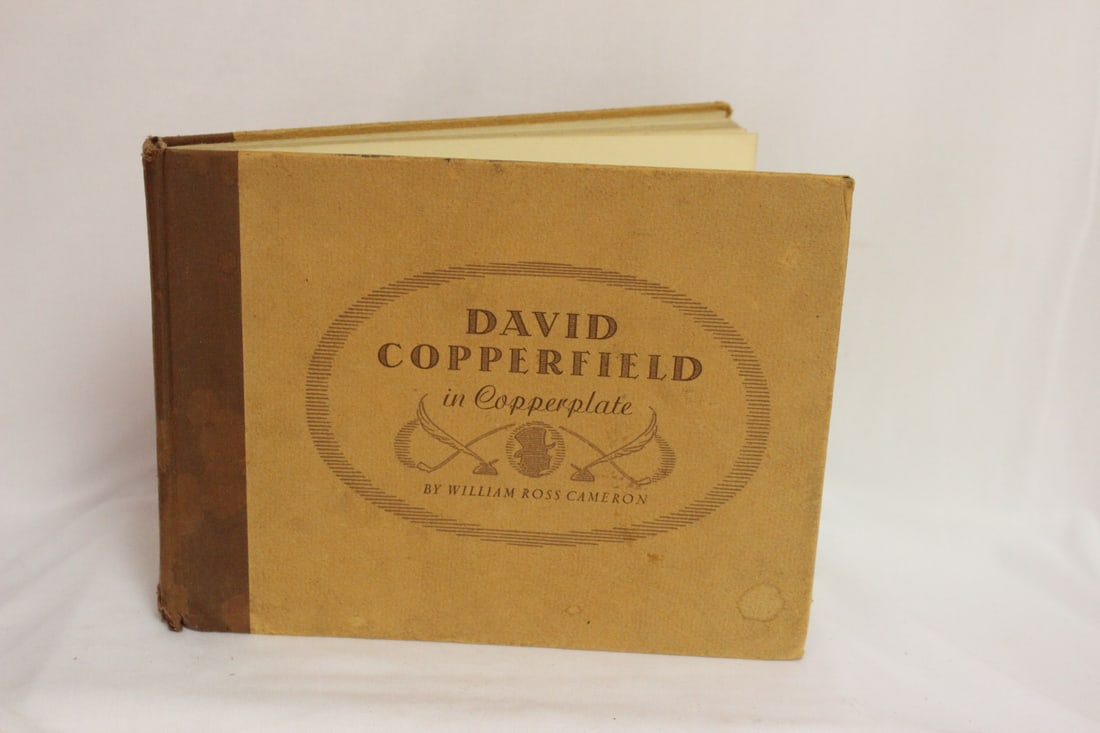 DAVID
COPPERFIELD
in Copperplate
BY WILLIAM ROSS CAMERON